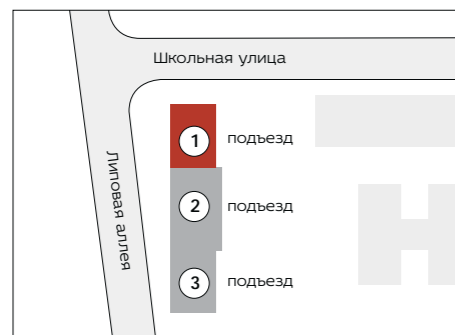 Школьная улица
Липовая аллея
1 подъезд
2 подъезд
3 подъезд